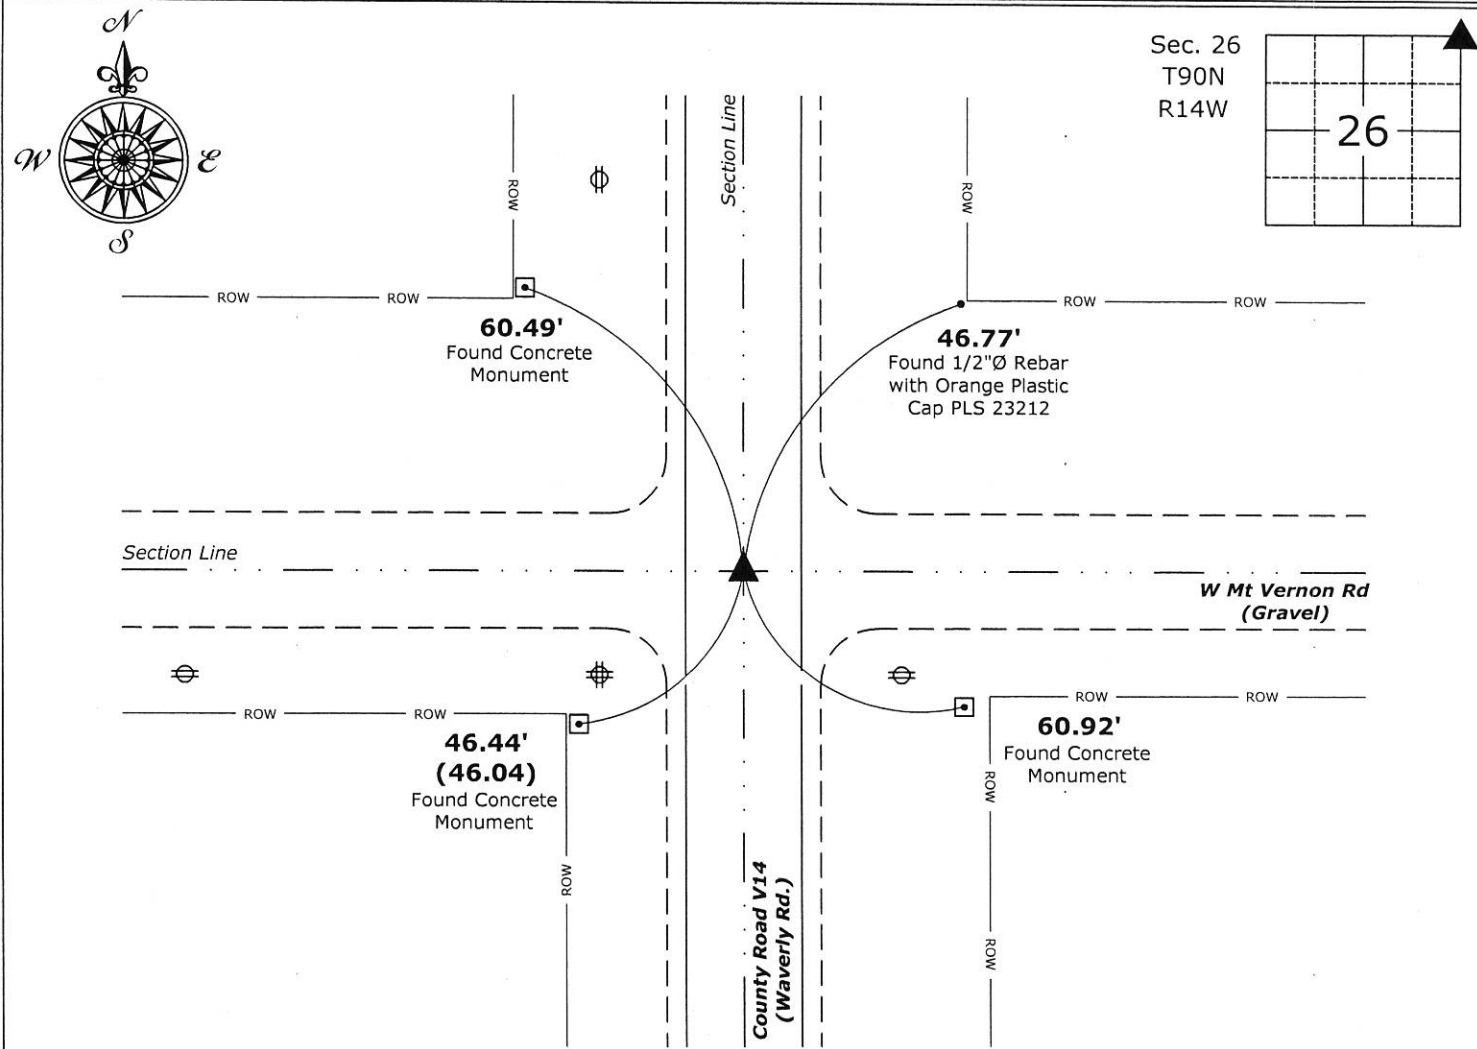 N
W
E
S
Sec. 26
T90N
R14W
26
Section Line
ROW
ROW
ROW
ROW
ROW
ROW
60.49'
Found Concrete
Monument
46.77'
Found 1/2"Ø Rebar
with Orange Plastic
Cap PLS 23212
Section Line
W Mt Vernon Rd
(Gravel)
ROW
ROW
ROW
ROW
46.44'
(46.04)
Found Concrete
Monument
60.92'
Found Concrete
Monument
ROW
ROW
ROW
County Road V14
(Waverly Rd.)